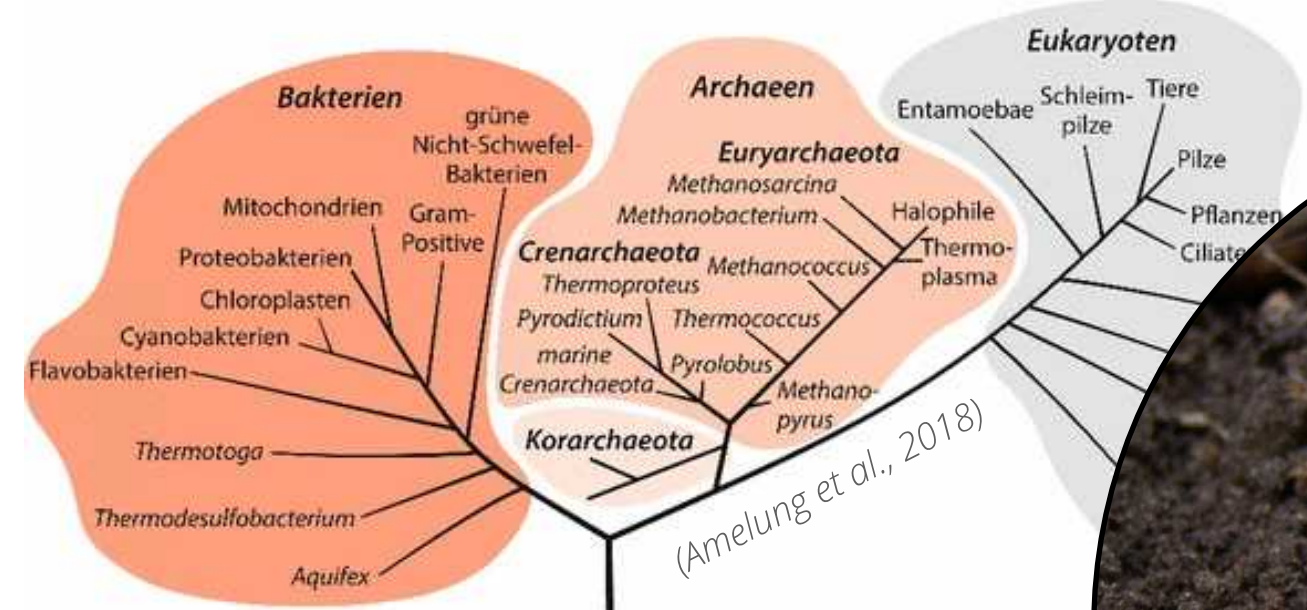 Bakterien
grüne
Nicht-Schwefel-
Bakterien
Mitochondrien
Gram-
Positive
Proteobakterien
Chloroplasten
Cyanobakterien
Flavobakterien
Thermotoga
Thermodesulfobacterium
Aquifex
Archaeen
Euryarchaeota
Methanosarcina
Methanobacterium
Halophile
Crenarchaeota
Methanococcus
Thermo-
plasma
Thermoproteus
Pyrodictium
Thermococcus
marine
Crenarchaeota
Pyrolobus
Methano-
pyrus
Korarchaeota
Eukaryoten
Entamoebae
Schleim-
pilze
Tiere
Pilze
Pflanzen
Ciliate
(Amelung et al., 2018)